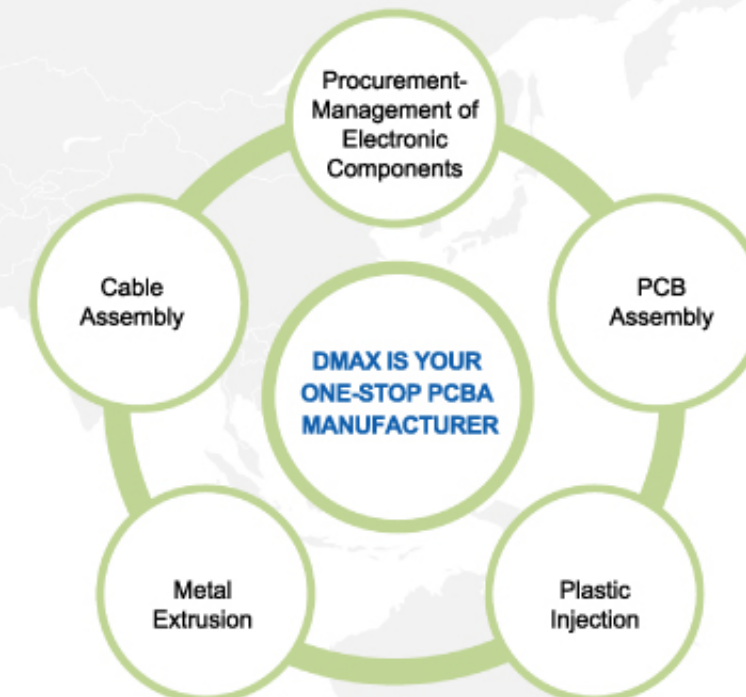 Procurement-
Management of
Electronic
Components
Cable
Assembly
PCB
Assembly
DMAX IS YOUR
ONE-STOP PCBA
MANUFACTURER
Metal
Extrusion
Plastic
Injection